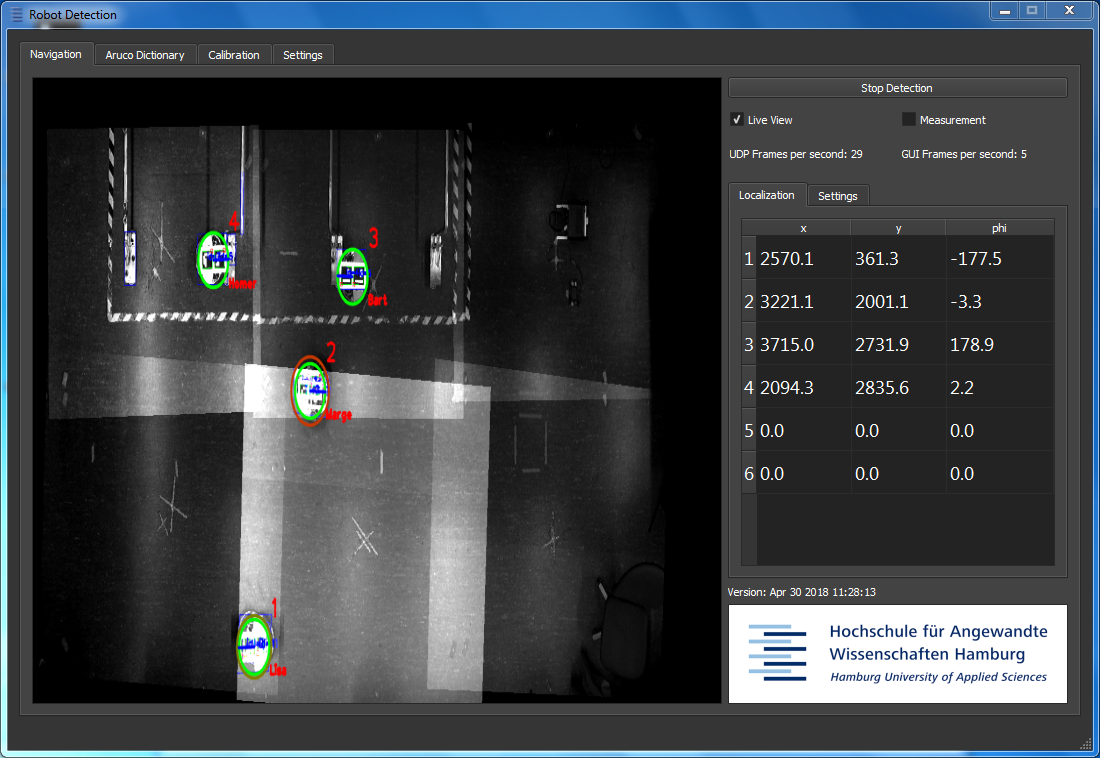 Robot Detection
Navigation
Aruco Dictionary
Calibration
Settings
Stop Detection
Live View
Measurement
UDP Frames per second: 29
GUI Frames per second: 5
Localization
Settings
x y phi
1 2570.1 361.3 -177.5
2 3221.1 2001.1 -3.3
3 3715.0 2731.9 178.9
4 2094.3 2835.6 2.2
5 0.0 0.0 0.0
6 0.0 0.0 0.0
4
Homer
3
Bart
2
Marge
1
Lisa
Version: Apr 30 2018 11:28:13
Hochschule für Angewandte
Wissenschaften Hamburg
Hamburg University of Applied Sciences